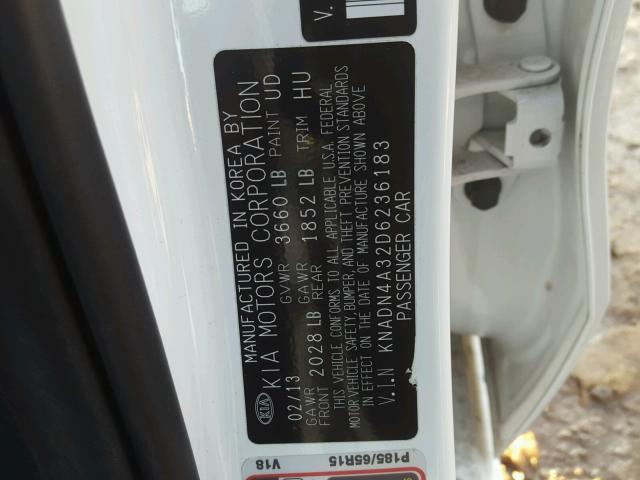 MANUFACTURED IN KOREA BY
KIA KIA MOTORS CORPORATION
02/13 GVWR 3660 LB PAINT UD
GAWR FRONT 2028 LB GAWR REAR 1852 LB TRIM HU
THIS VEHICLE CONFORMS TO ALL APPLICABLE U.S.A. FEDERAL
MOTOR VEHICLE SAFETY, BUMPER, AND THEFT PREVENTION STANDARDS
IN EFFECT ON THE DATE OF MANUFACTURE SHOWN ABOVE
V.I.N KNADN4A32D6236183
PASSENGER CAR
V.
V18 P185/65R15